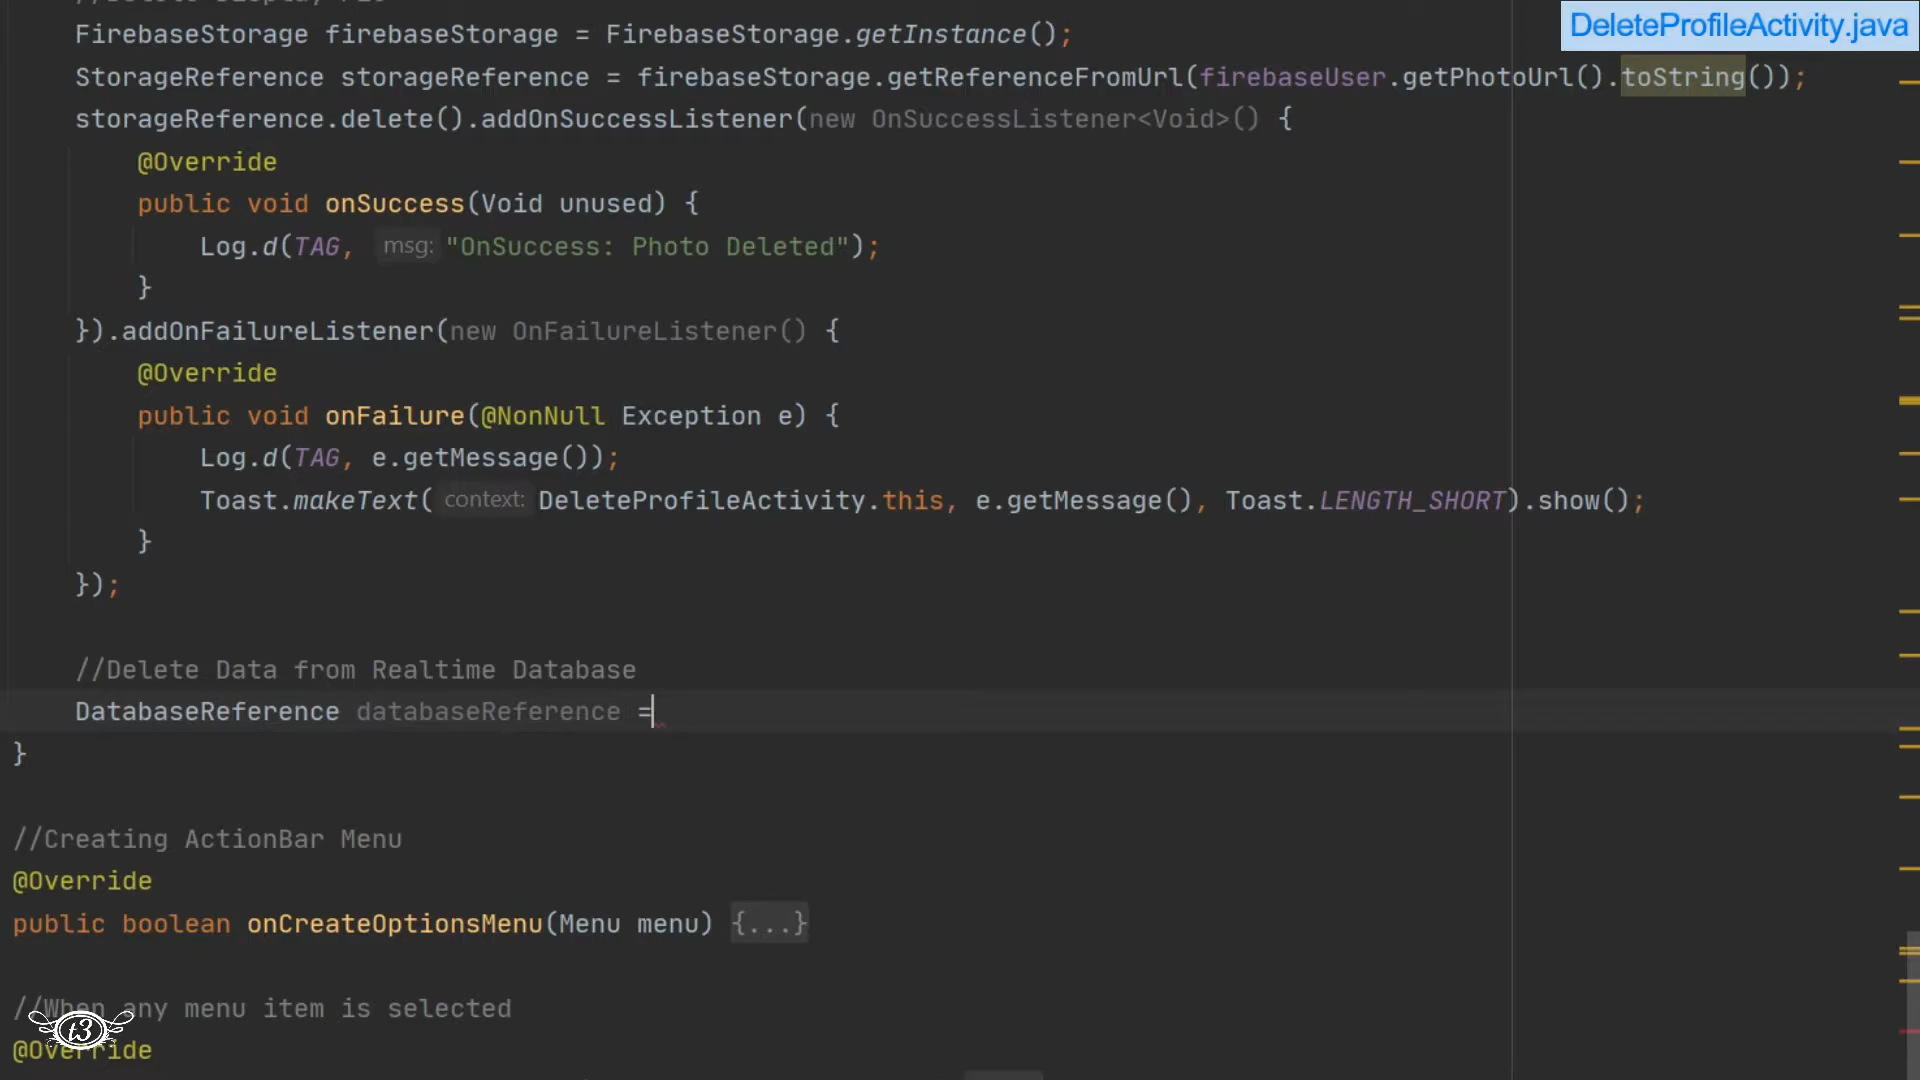 DeleteProfileActivity.java
FirebaseStorage firebaseStorage = FirebaseStorage.getInstance();
StorageReference storageReference = firebaseStorage.getReferenceFromUrl(firebaseUser.getPhotoUrl().toString());
storageReference.delete().addOnSuccessListener(new OnSuccessListener<Void>() {
@Override
public void onSuccess(Void unused) {
Log.d(TAG, msg: "OnSuccess: Photo Deleted");
}
}).addOnFailureListener(new OnFailureListener() {
@Override
public void onFailure(@NonNull Exception e) {
Log.d(TAG, e.getMessage());
Toast.makeText( context: DeleteProfileActivity.this, e.getMessage(), Toast.LENGTH_SHORT).show();
}
});
//Delete Data from Realtime Database
DatabaseReference databaseReference =
}
//Creating ActionBar Menu
@Override
public boolean onCreateOptionsMenu(Menu menu) {...}
//When any menu item is selected
t3
@Override